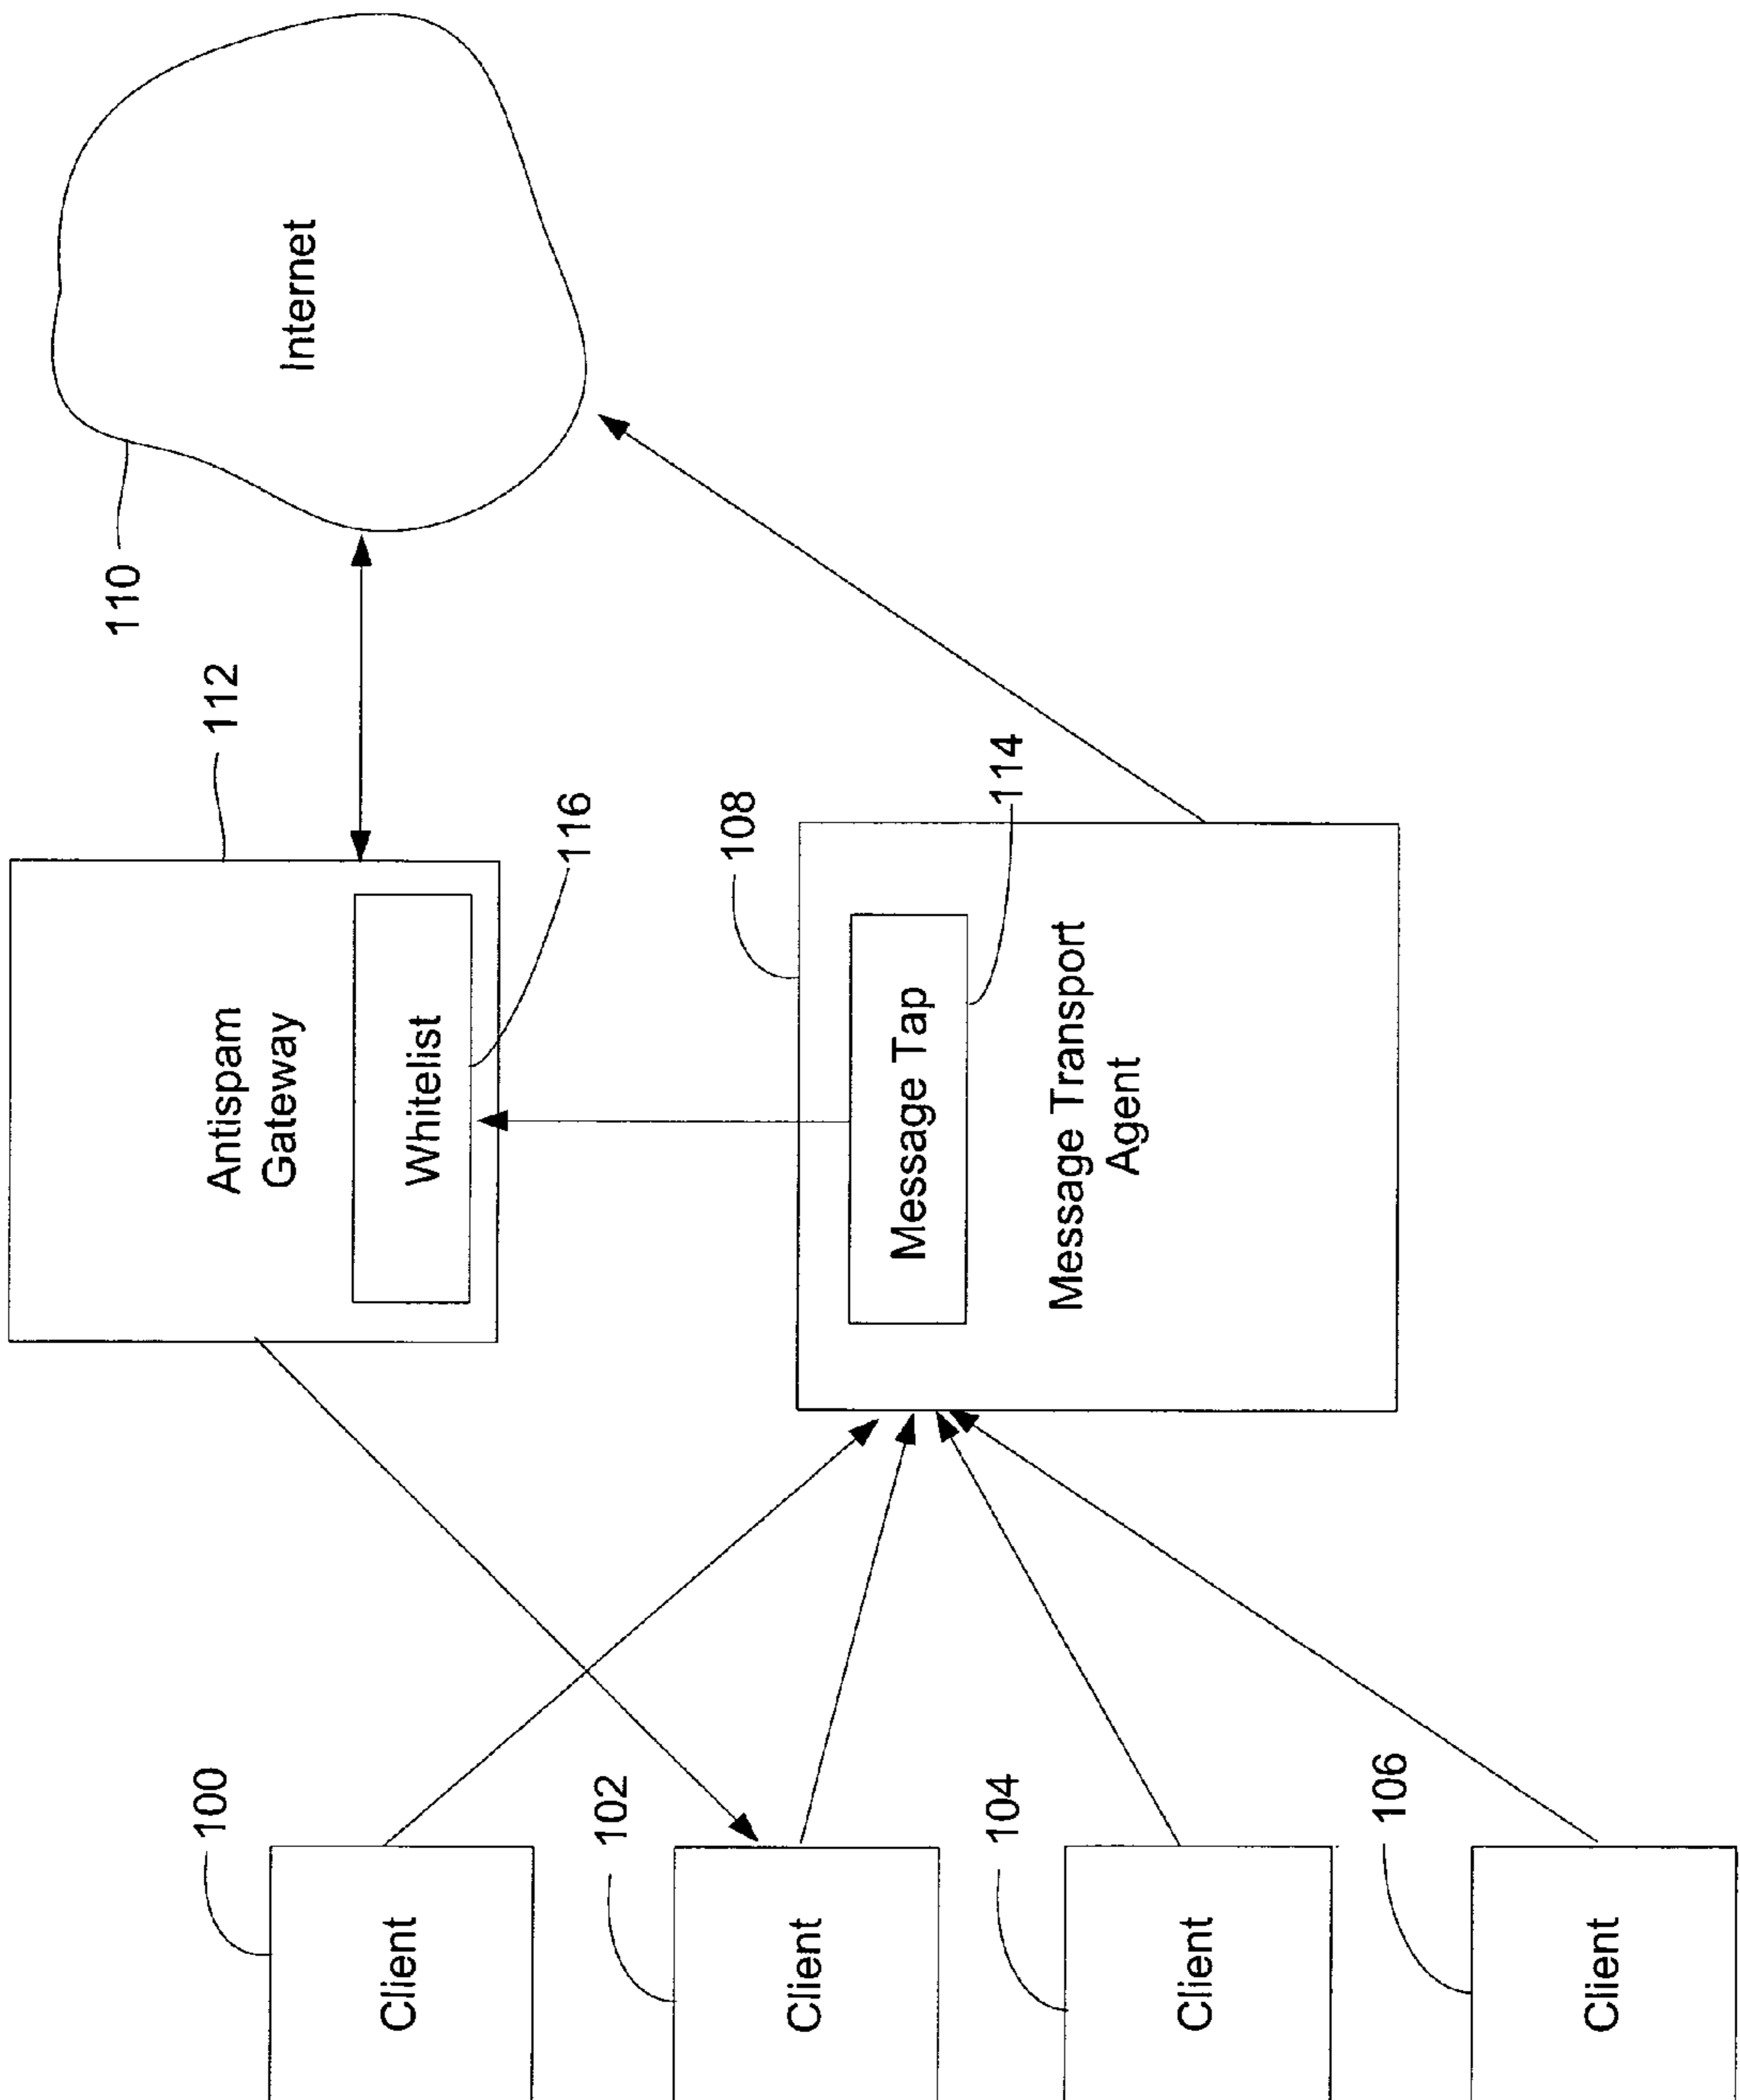 Internet
110
112
Antispam
Gateway
Whitelist
116
108
Message Tap
114
Message Transport
Agent
100
Client
102
Client
104
Client
106
Client